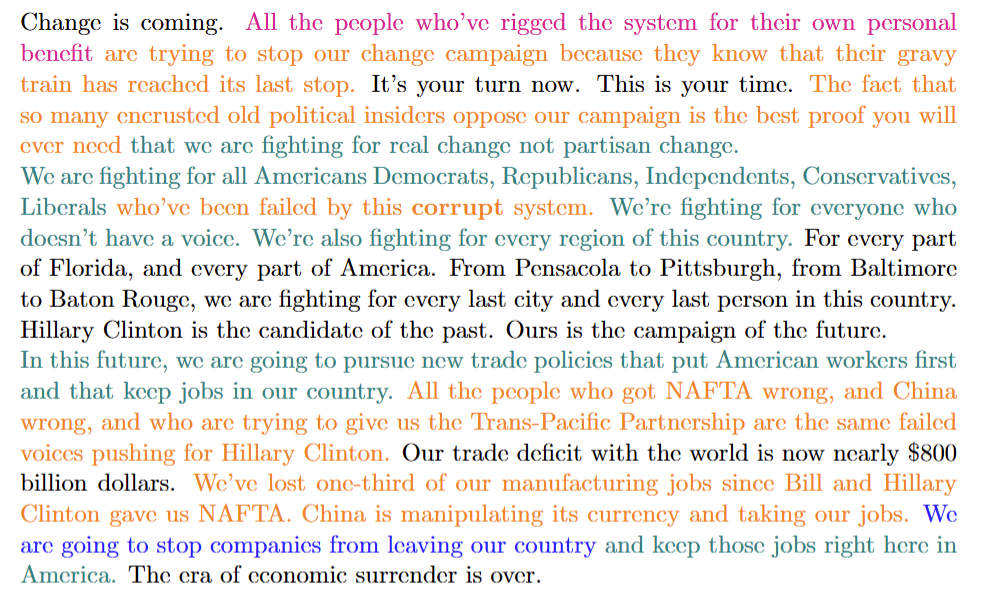 Change is coming. All the people who've rigged the system for their own personal
benefit are trying to stop our change campaign because they know that their gravy
train has reached its last stop. It's your turn now. This is your time. The fact that
so many encrusted old political insiders oppose our campaign is the best proof you will
ever need that we are fighting for real change not partisan change.
We are fighting for all Americans Democrats, Republicans, Independents, Conservatives,
Liberals who've been failed by this corrupt system. We're fighting for everyone who
doesn't have a voice. We're also fighting for every region of this country. For every part
of Florida, and every part of America. From Pensacola to Pittsburgh, from Baltimore
to Baton Rouge, we are fighting for every last city and every last person in this country.
Hillary Clinton is the candidate of the past. Ours is the campaign of the future.
In this future, we are going to pursue new trade policies that put American workers first
and that keep jobs in our country. All the people who got NAFTA wrong, and China
wrong, and who are trying to give us the Trans-Pacific Partnership are the same failed
voices pushing for Hillary Clinton. Our trade deficit with the world is now nearly $800
billion dollars. We've lost one-third of our manufacturing jobs since Bill and Hillary
Clinton gave us NAFTA. China is manipulating its currency and taking our jobs. We
are going to stop companies from leaving our country and keep those jobs right here in
America. The era of economic surrender is over.